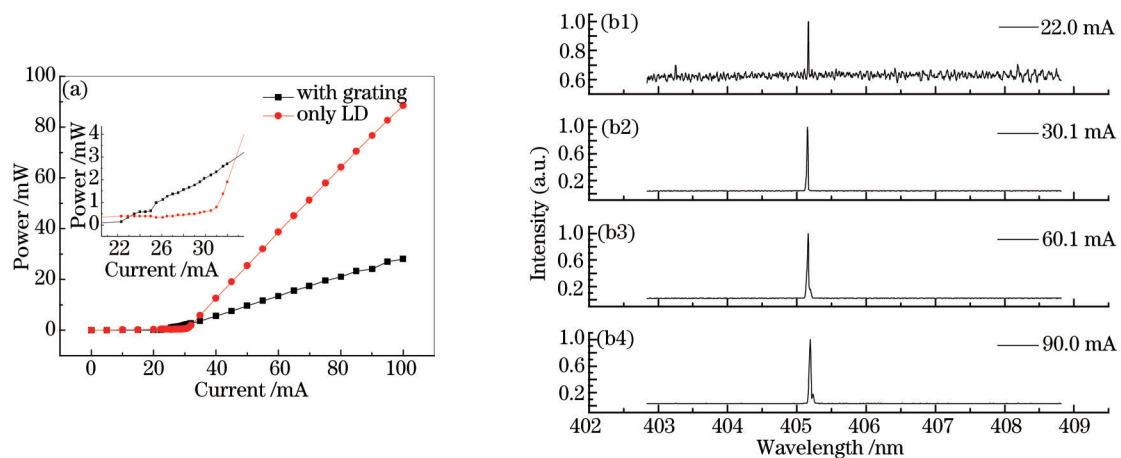 (a)
with grating
only LD
Power /mW
100
80
60
40
20
0
0 20 40 60 80 100
Current /mA
Power /mW
4
3
2
1
0
22 26 30
Current /mA
(b1)
22.0 mA
1.0
0.8
0.6
(b2)
30.1 mA
1.0
0.6
0.2
(b3)
60.1 mA
1.0
0.6
0.2
(b4)
90.0 mA
1.0
0.6
0.2
Intensity (a.u.)
402 403 404 405 406 407 408 409
Wavelength /nm